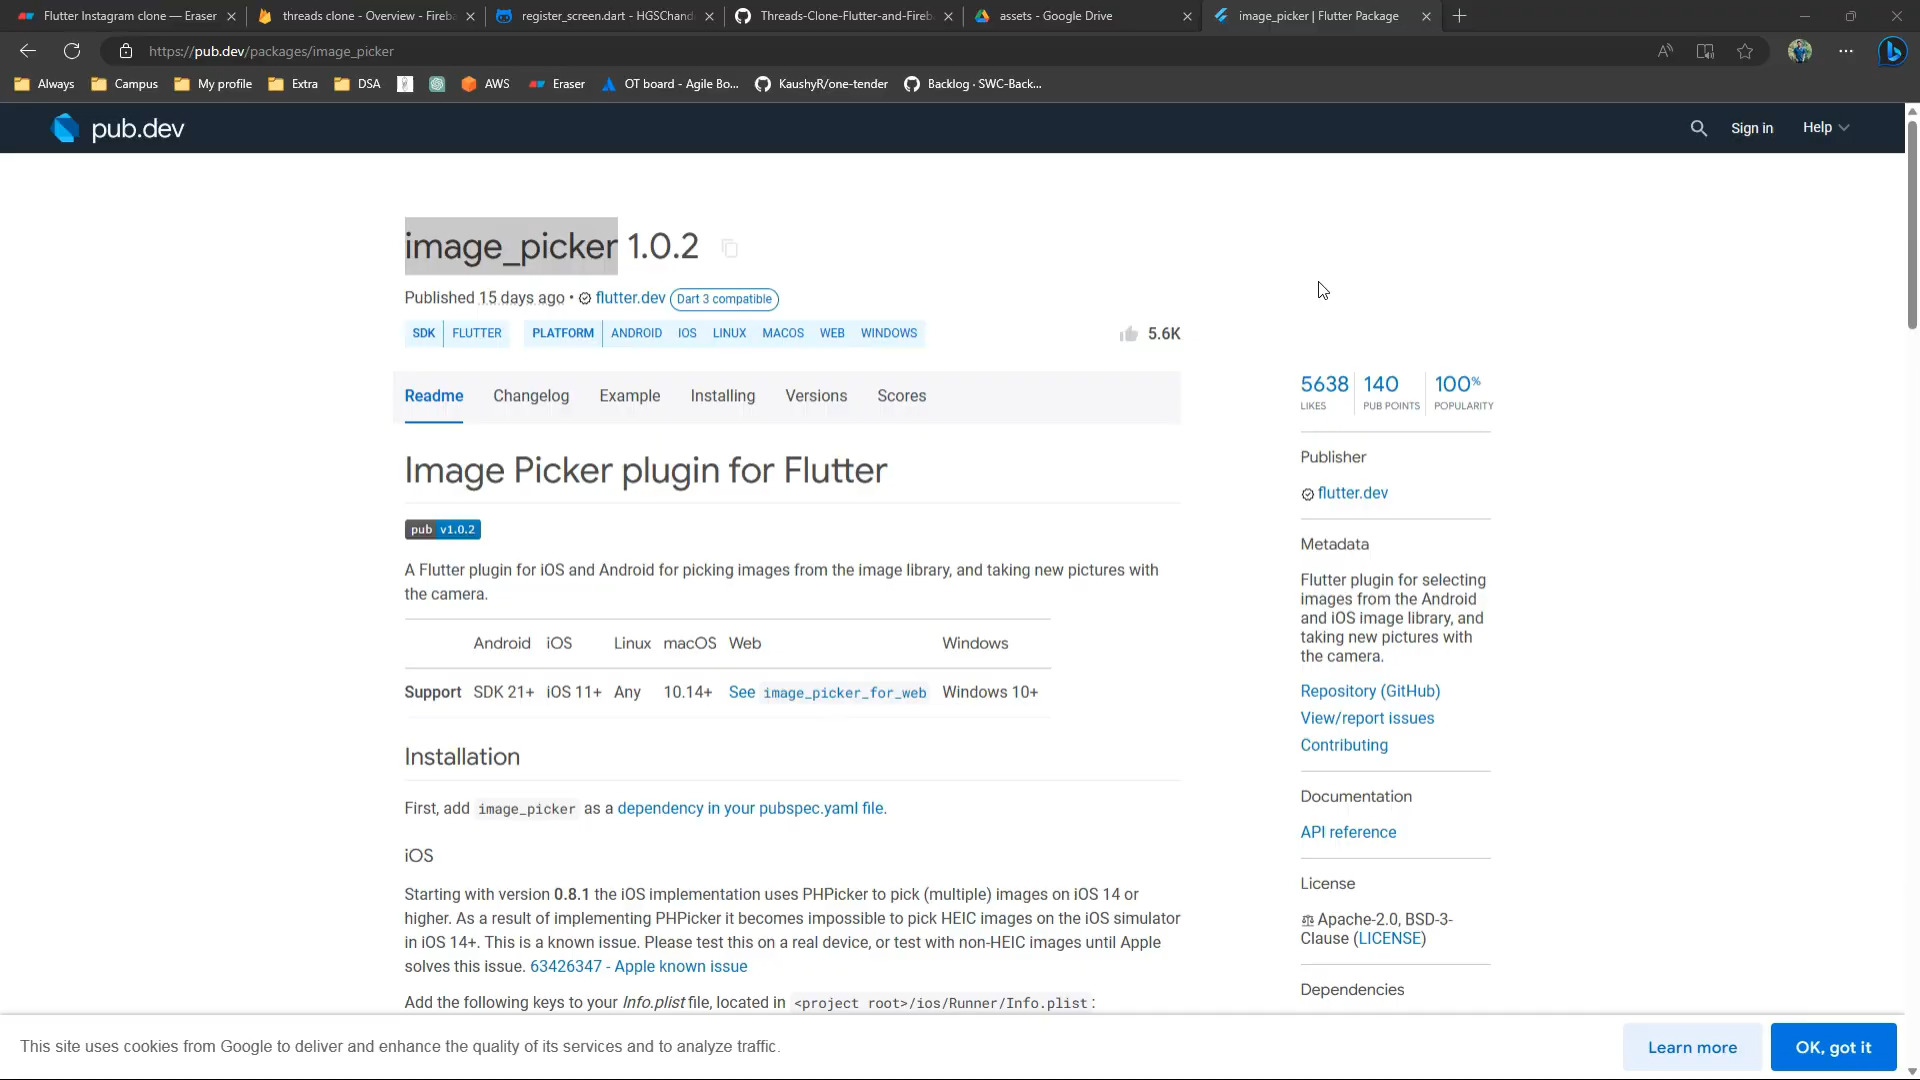 Flutter Instagram clone — Eraser
threads clone - Overview - Fireba
register_screen.dart - HGSChand
Threads-Clone-Flutter-and-Fireb
assets - Google Drive
image_picker | Flutter Package
https://pub.dev/packages/image_picker
Always
Campus
My profile
Extra
DSA
AWS
Eraser
OT board - Agile Bo...
KaushyR/one-tender
Backlog · SWC-Back...
pub.dev
Sign in
Help
image_picker 1.0.2
Published 15 days ago • flutter.dev Dart 3 compatible
SDK FLUTTER PLATFORM ANDROID IOS LINUX MACOS WEB WINDOWS
5.6K
Readme Changelog Example Installing Versions Scores
Image Picker plugin for Flutter
pub v1.0.2
A Flutter plugin for iOS and Android for picking images from the image library, and taking new pictures with
the camera.
Android iOS Linux macOS Web Windows
Support SDK 21+ iOS 11+ Any 10.14+ See image_picker_for_web Windows 10+
Installation
First, add image_picker as a dependency in your pubspec.yaml file.
iOS
Starting with version 0.8.1 the iOS implementation uses PHPicker to pick (multiple) images on iOS 14 or
higher. As a result of implementing PHPicker it becomes impossible to pick HEIC images on the iOS simulator
in iOS 14+. This is a known issue. Please test this on a real device, or test with non-HEIC images until Apple
solves this issue. 63426347 - Apple known issue
Add the following keys to your Info.plist file, located in <project root>/ios/Runner/Info.plist :
5638 140 100%
LIKES PUB POINTS POPULARITY
Publisher
flutter.dev
Metadata
Flutter plugin for selecting
images from the Android
and iOS image library, and
taking new pictures with
the camera.
Repository (GitHub)
View/report issues
Contributing
Documentation
API reference
License
Apache-2.0, BSD-3-
Clause (LICENSE)
Dependencies
This site uses cookies from Google to deliver and enhance the quality of its services and to analyze traffic.
Learn more
OK, got it